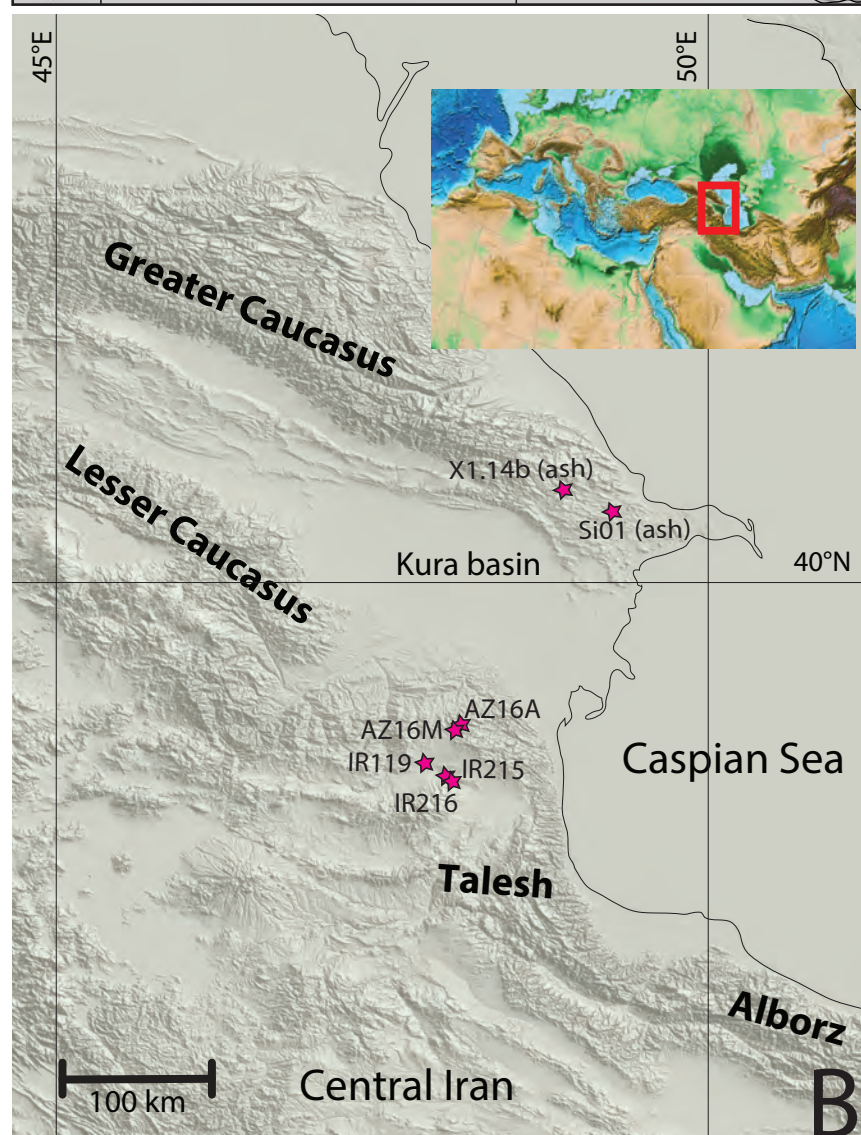 45°E
50°E
Greater Caucasus
Lesser Caucasus
X1.14b (ash)
Si01 (ash)
Kura basin
40°N
AZ16A
AZ16M
IR119
IR215
IR216
Caspian Sea
Talesh
Alborz
100 km
Central Iran
B